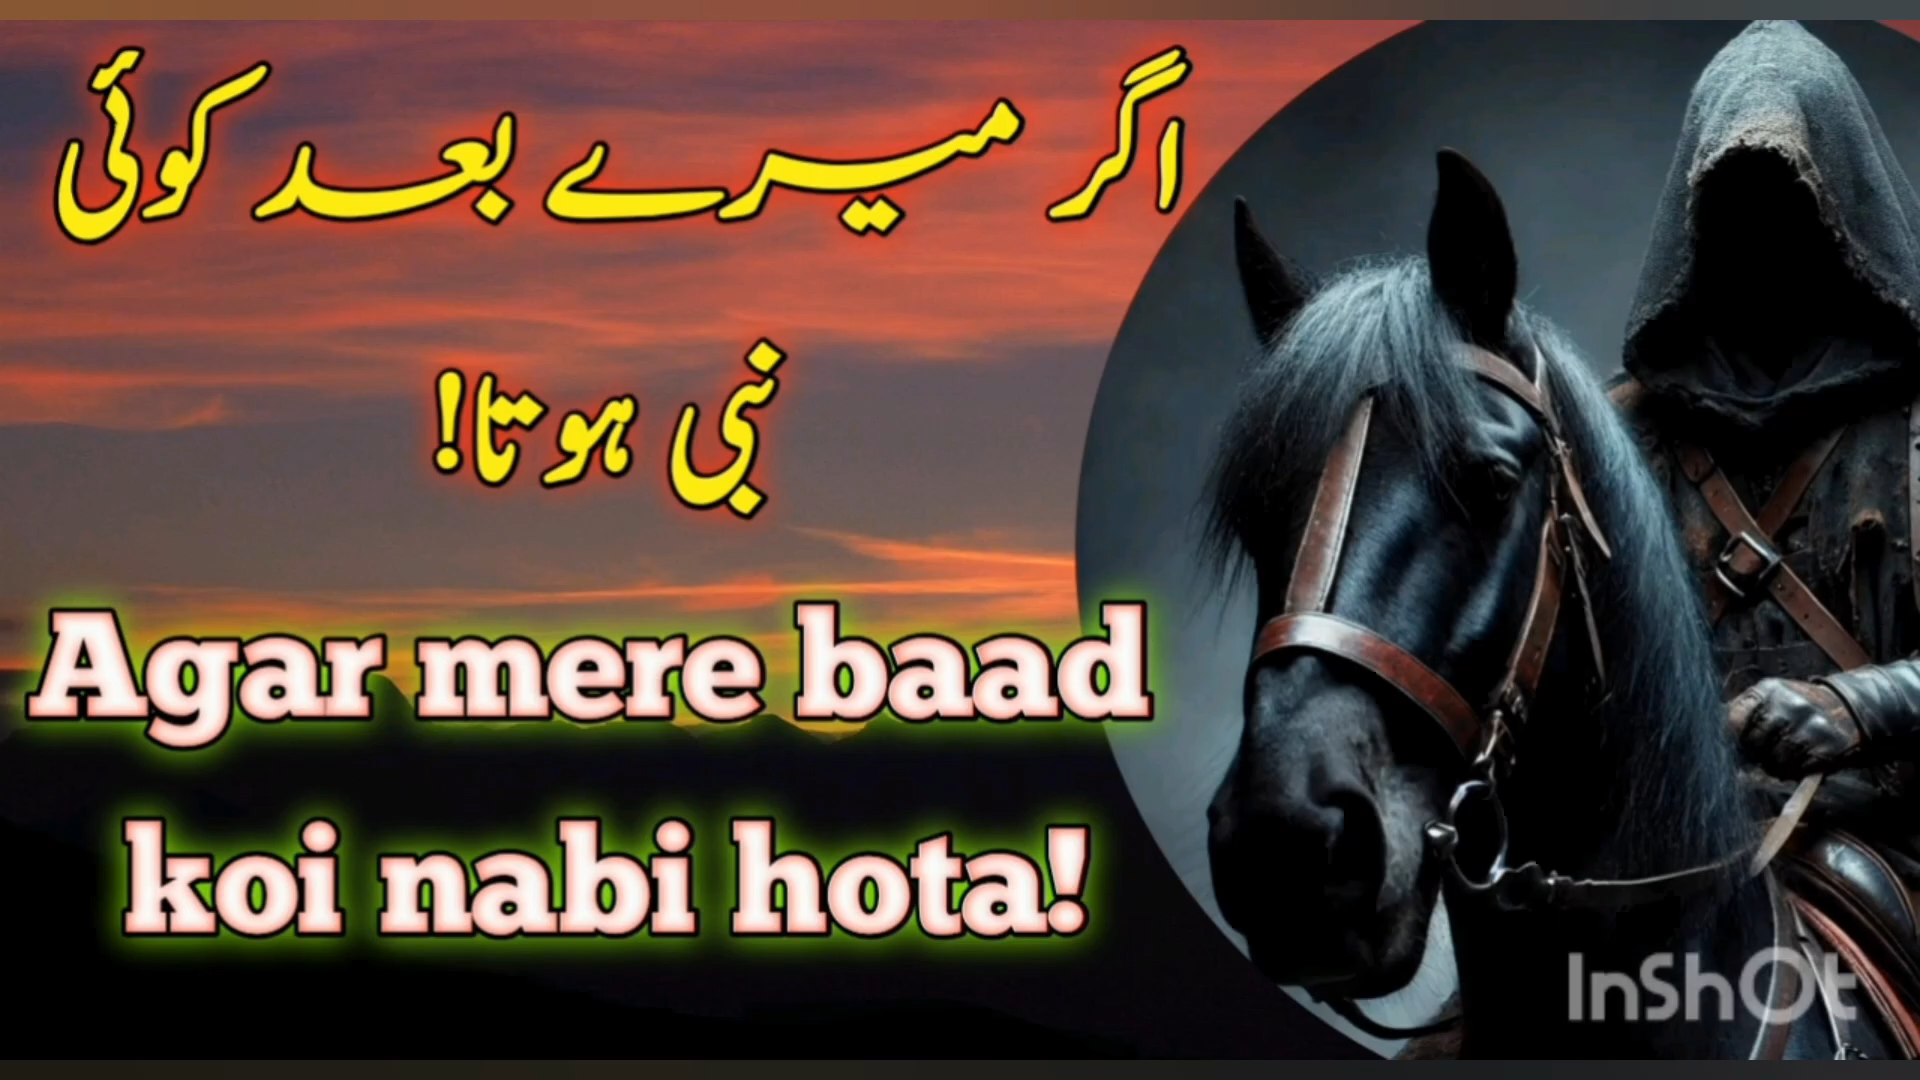 اگر میرے بعد کوئی
نبی ہوتا!
Agar mere baad
koi nabi hota!
InShOt